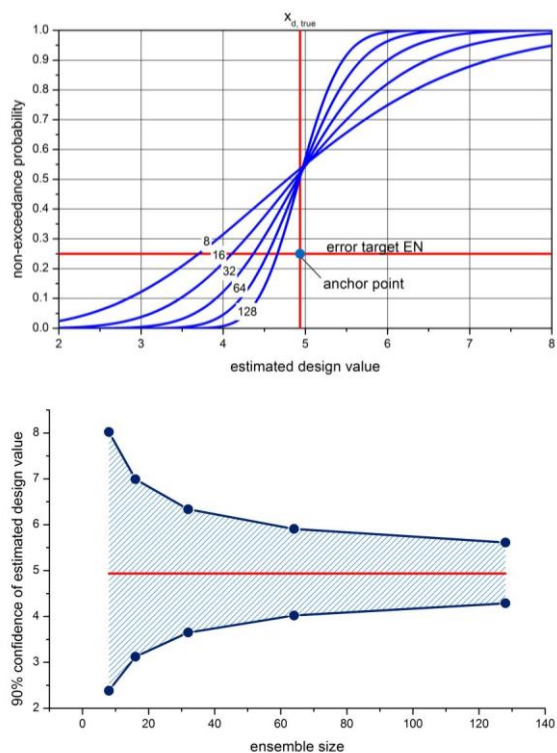 x d, true
1.0
0.9
0.8
0.7
0.6
0.5
0.4
0.3
0.2
0.1
0.0
non-exceedance probability
8
16
32
64
128
error target EN
anchor point
2 3 4 5 6 7 8
estimated design value
8
7
6
5
4
3
2
90% confidence of estimated design value
0 20 40 60 80 100 120 140
ensemble size